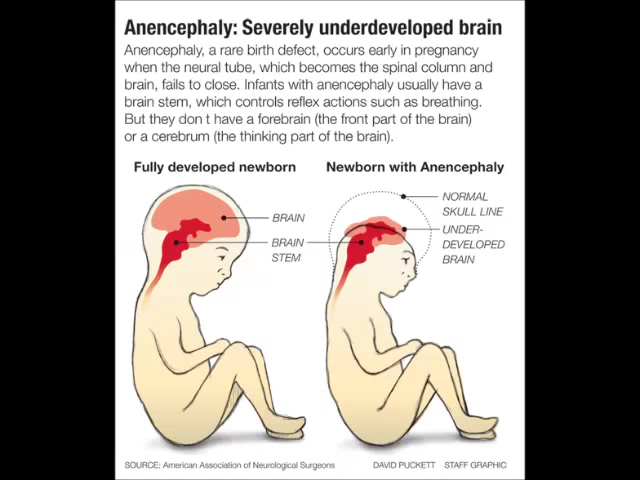 Anencephaly: Severely underdeveloped brain
Anencephaly, a rare birth defect, occurs early in pregnancy
when the neural tube, which becomes the spinal column and
brain, fails to close. Infants with anencephaly usually have a
brain stem, which controls reflex actions such as breathing.
But they don t have a forebrain (the front part of the brain)
or a cerebrum (the thinking part of the brain).
Fully developed newborn
Newborn with Anencephaly
BRAIN
BRAIN
STEM
NORMAL
SKULL LINE
UNDER-
DEVELOPED
BRAIN
SOURCE: American Association of Neurological Surgeons
DAVID PUCKETT STAFF GRAPHIC